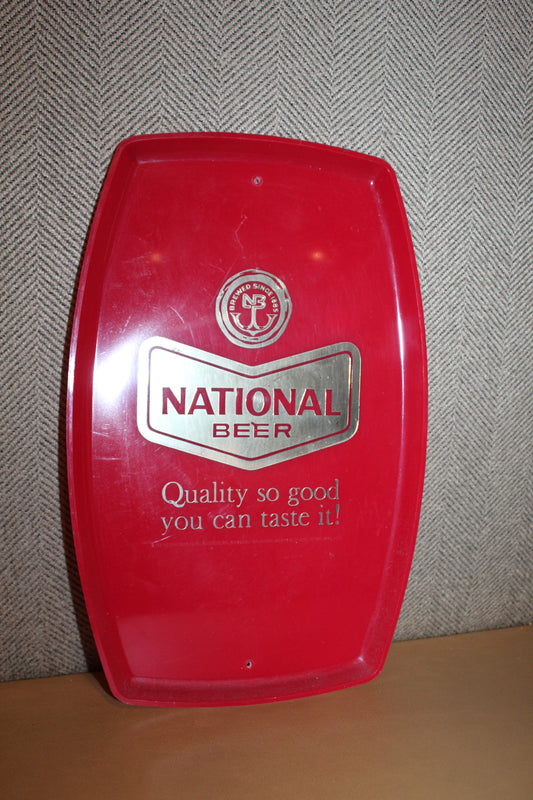 BREWED SINCE 1885
NB
NATIONAL
BEER
Quality so good
you can taste it!